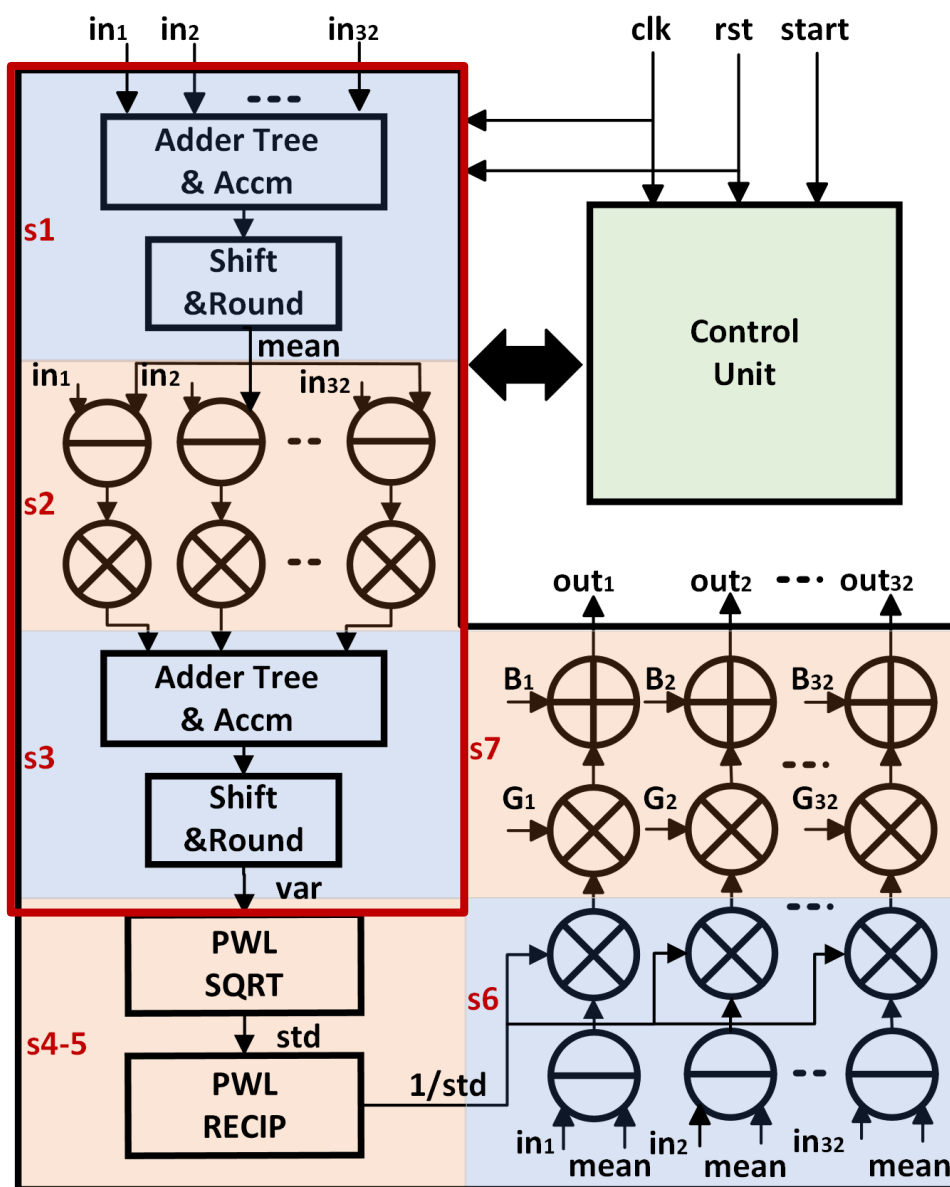 in1 in2 in32 clk rst start
Adder Tree
& Accm
s1
Shift
&Round
mean
Control
Unit
in1 in2 in32
s2
out1 out2 out32
Adder Tree
& Accm
s3
Shift
&Round
var
B1 B2 B32
s7
G1 G2 G32
PWL
SQRT
s4-5
std
PWL
RECIP
1/std
s6
in1 in2 in32
mean mean mean